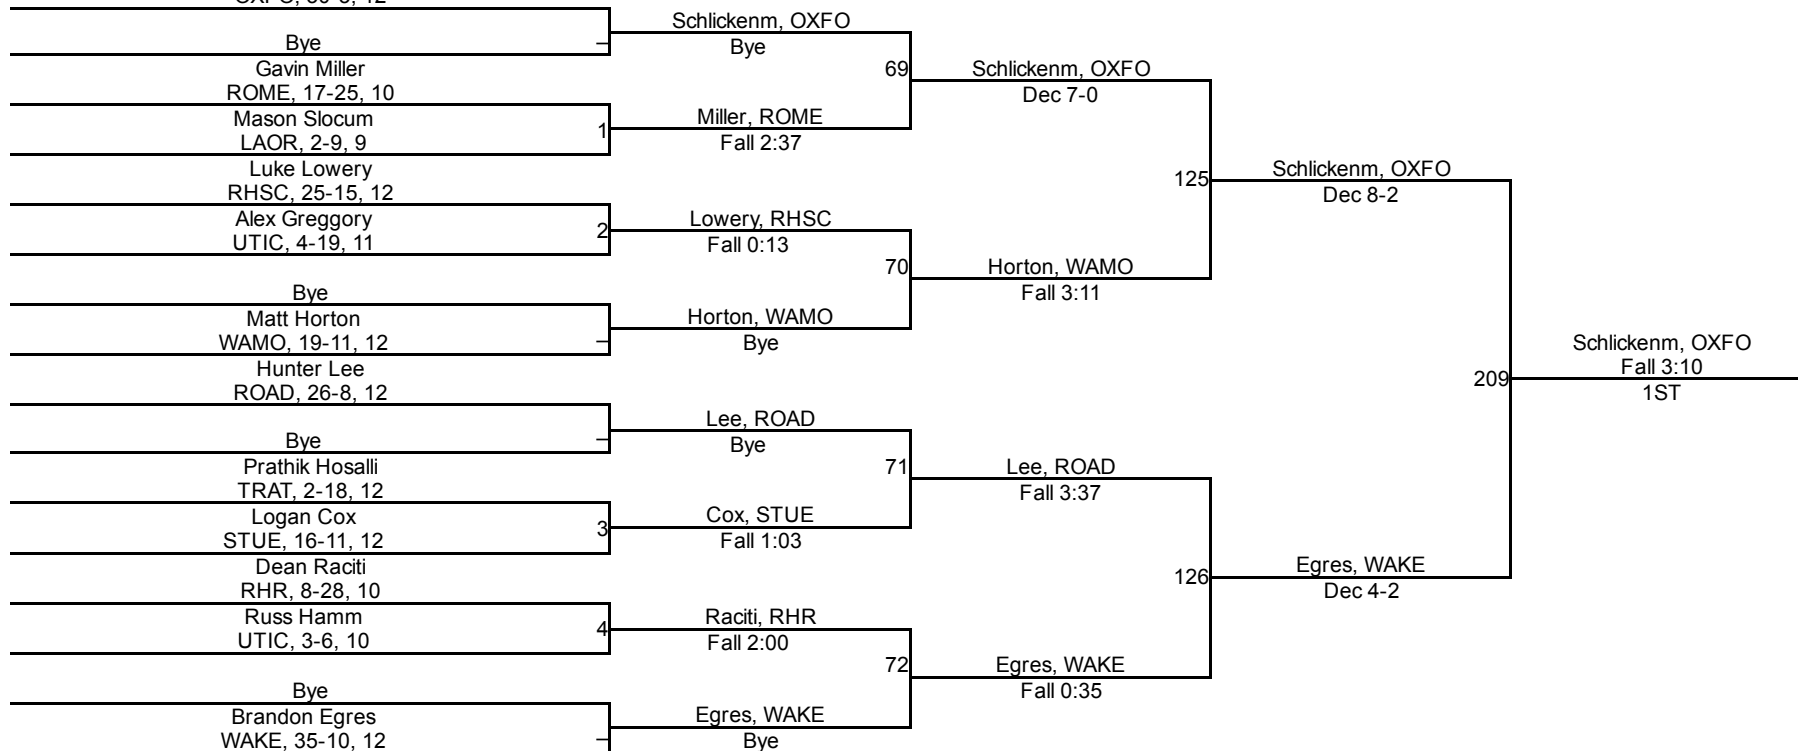 Bye
Gavin Miller
ROME, 17-25, 10
Mason Slocum
LAOR, 2-9, 9
Luke Lowery
RHSC, 25-15, 12
Alex Greggory
UTIC, 4-19, 11
Bye
Matt Horton
WAMO, 19-11, 12
Hunter Lee
ROAD, 26-8, 12
Bye
Prathik Hosalli
TRAT, 2-18, 12
Logan Cox
STUE, 16-11, 12
Dean Raciti
RHR, 8-28, 10
Russ Hamm
UTIC, 3-6, 10
Bye
Brandon Egres
WAKE, 35-10, 12
1
2
3
4
Schlickenm, OXFO
Bye
Miller, ROME
Fall 2:37
Lowery, RHSC
Fall 0:13
Horton, WAMO
Bye
Lee, ROAD
Bye
Cox, STUE
Fall 1:03
Raciti, RHR
Fall 2:00
Egres, WAKE
Bye
69
70
71
72
Schlickenm, OXFO
Dec 7-0
Horton, WAMO
Fall 3:11
Lee, ROAD
Fall 3:37
Egres, WAKE
Fall 0:35
125
126
Schlickenm, OXFO
Dec 8-2
Egres, WAKE
Dec 4-2
209
Schlickenm, OXFO
Fall 3:10
1ST